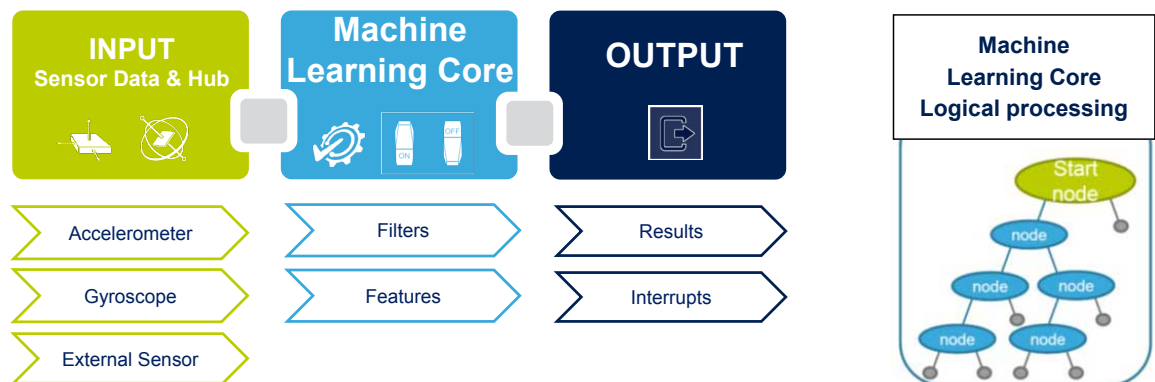 INPUT
Sensor Data & Hub
Machine
Learning Core
ON
OFF
OUTPUT
Accelerometer
Gyroscope
External Sensor
Filters
Features
Results
Interrupts
Machine
Learning Core
Logical processing
Start
node
node
node
node
node
node